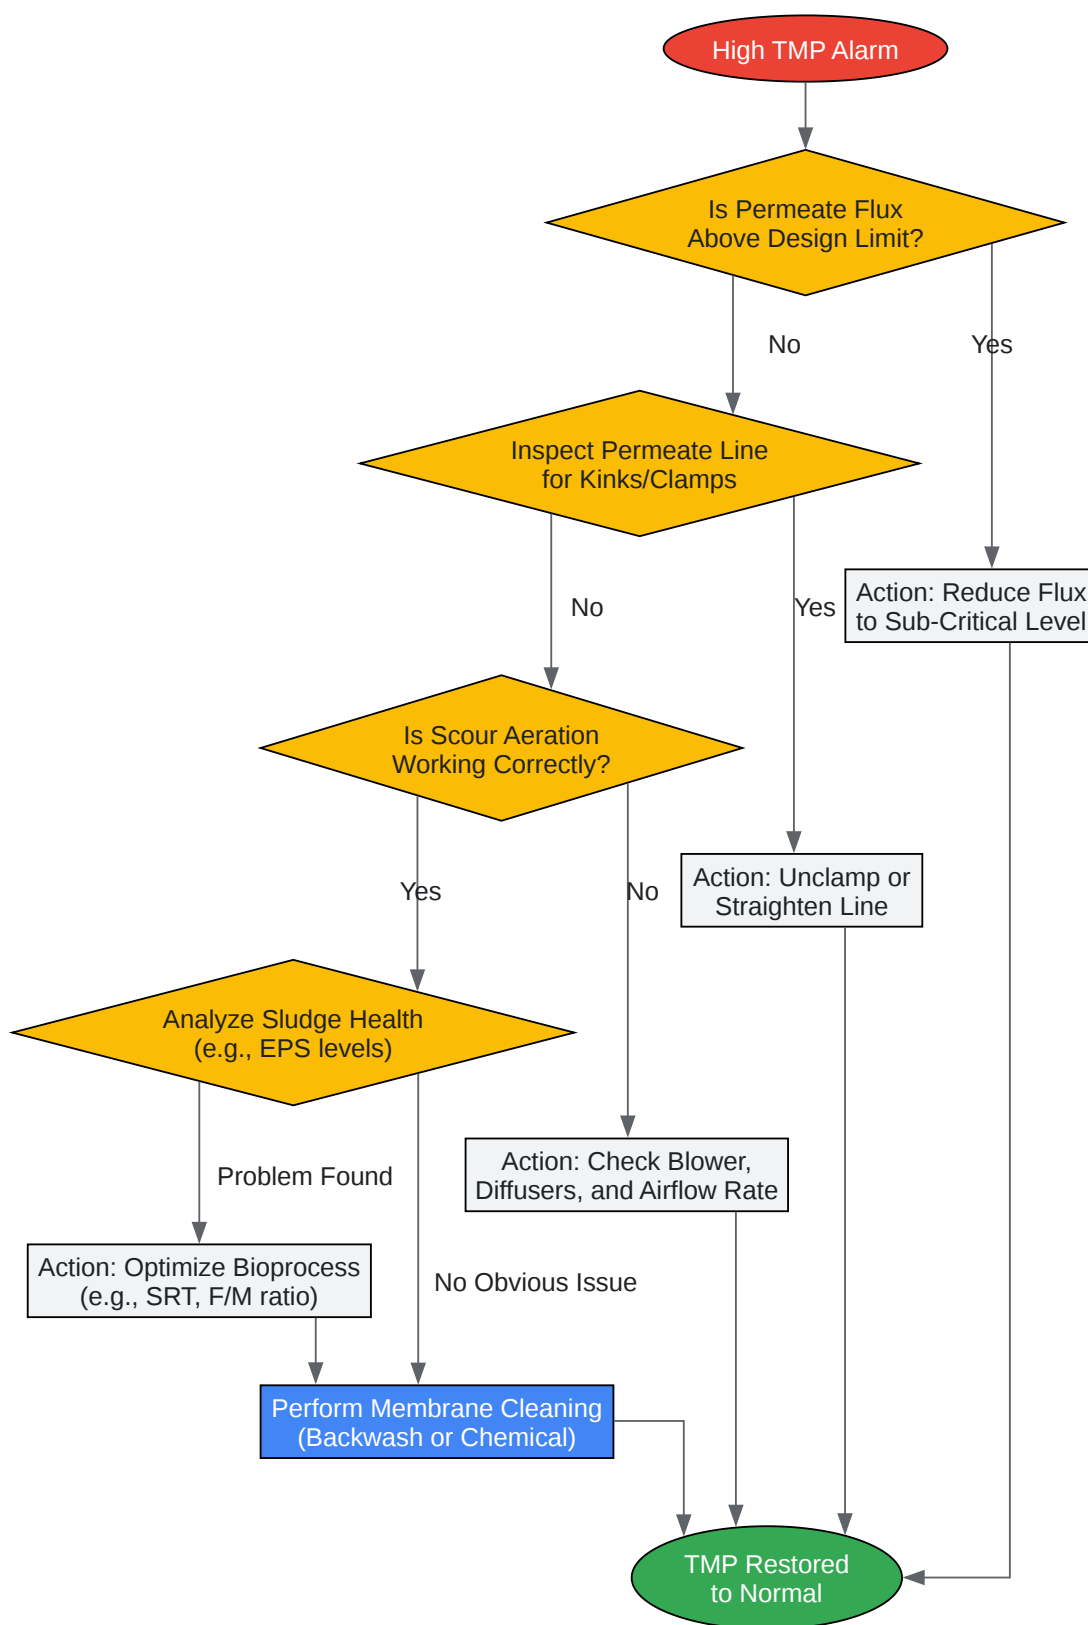 High TMP Alarm
Is Permeate Flux
Above Design Limit?
No
Yes
Inspect Permeate Line
for Kinks/Clamps
No
Yes
Action: Reduce Flux
to Sub-Critical Level
Is Scour Aeration
Working Correctly?
Yes
No
Action: Unclamp or
Straighten Line
Analyze Sludge Health
(e.g., EPS levels)
Problem Found
Action: Check Blower,
Diffusers, and Airflow Rate
Action: Optimize Bioprocess
(e.g., SRT, F/M ratio)
No Obvious Issue
Perform Membrane Cleaning
(Backwash or Chemical)
TMP Restored
to Normal